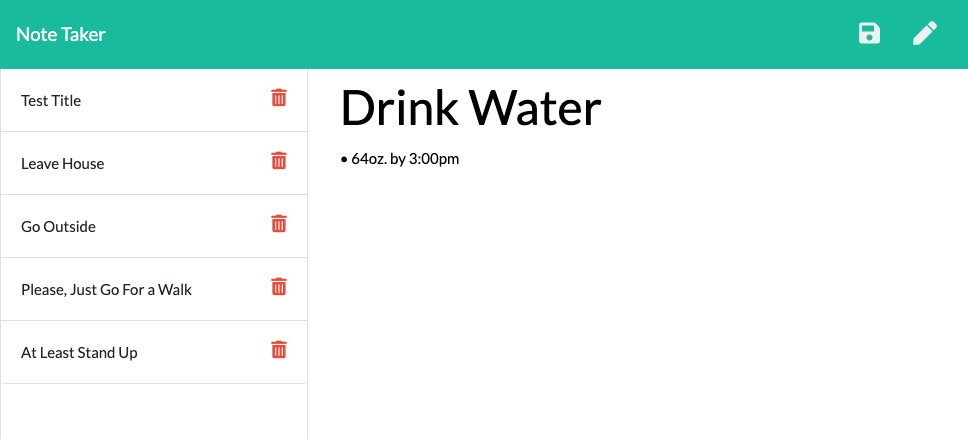 Note Taker
Test Title
Leave House
Go Outside
Please, Just Go For a Walk
At Least Stand Up
Drink Water
• 64oz. by 3:00pm